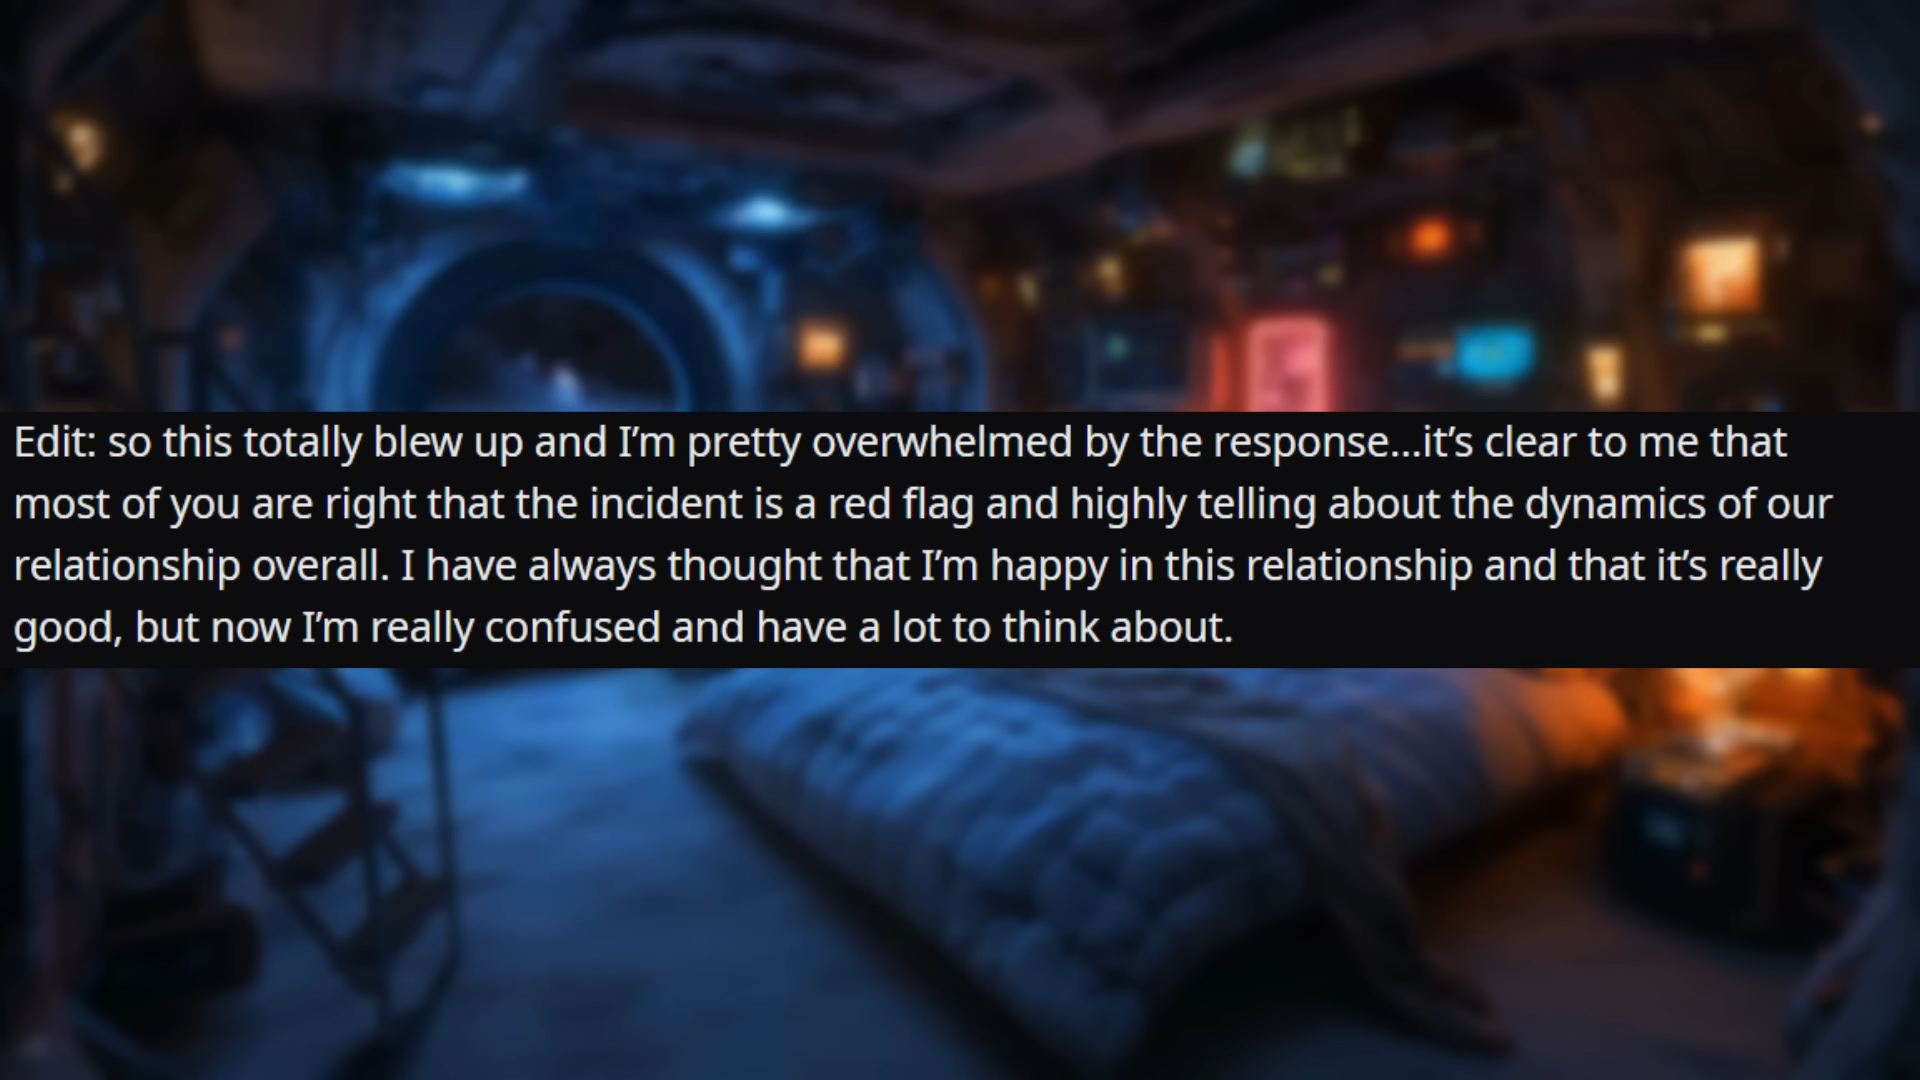 Edit: so this totally blew up and I’m pretty overwhelmed by the response...it’s clear to me that
most of you are right that the incident is a red flag and highly telling about the dynamics of our
relationship overall. I have always thought that I’m happy in this relationship and that it’s really
good, but now I’m really confused and have a lot to think about.